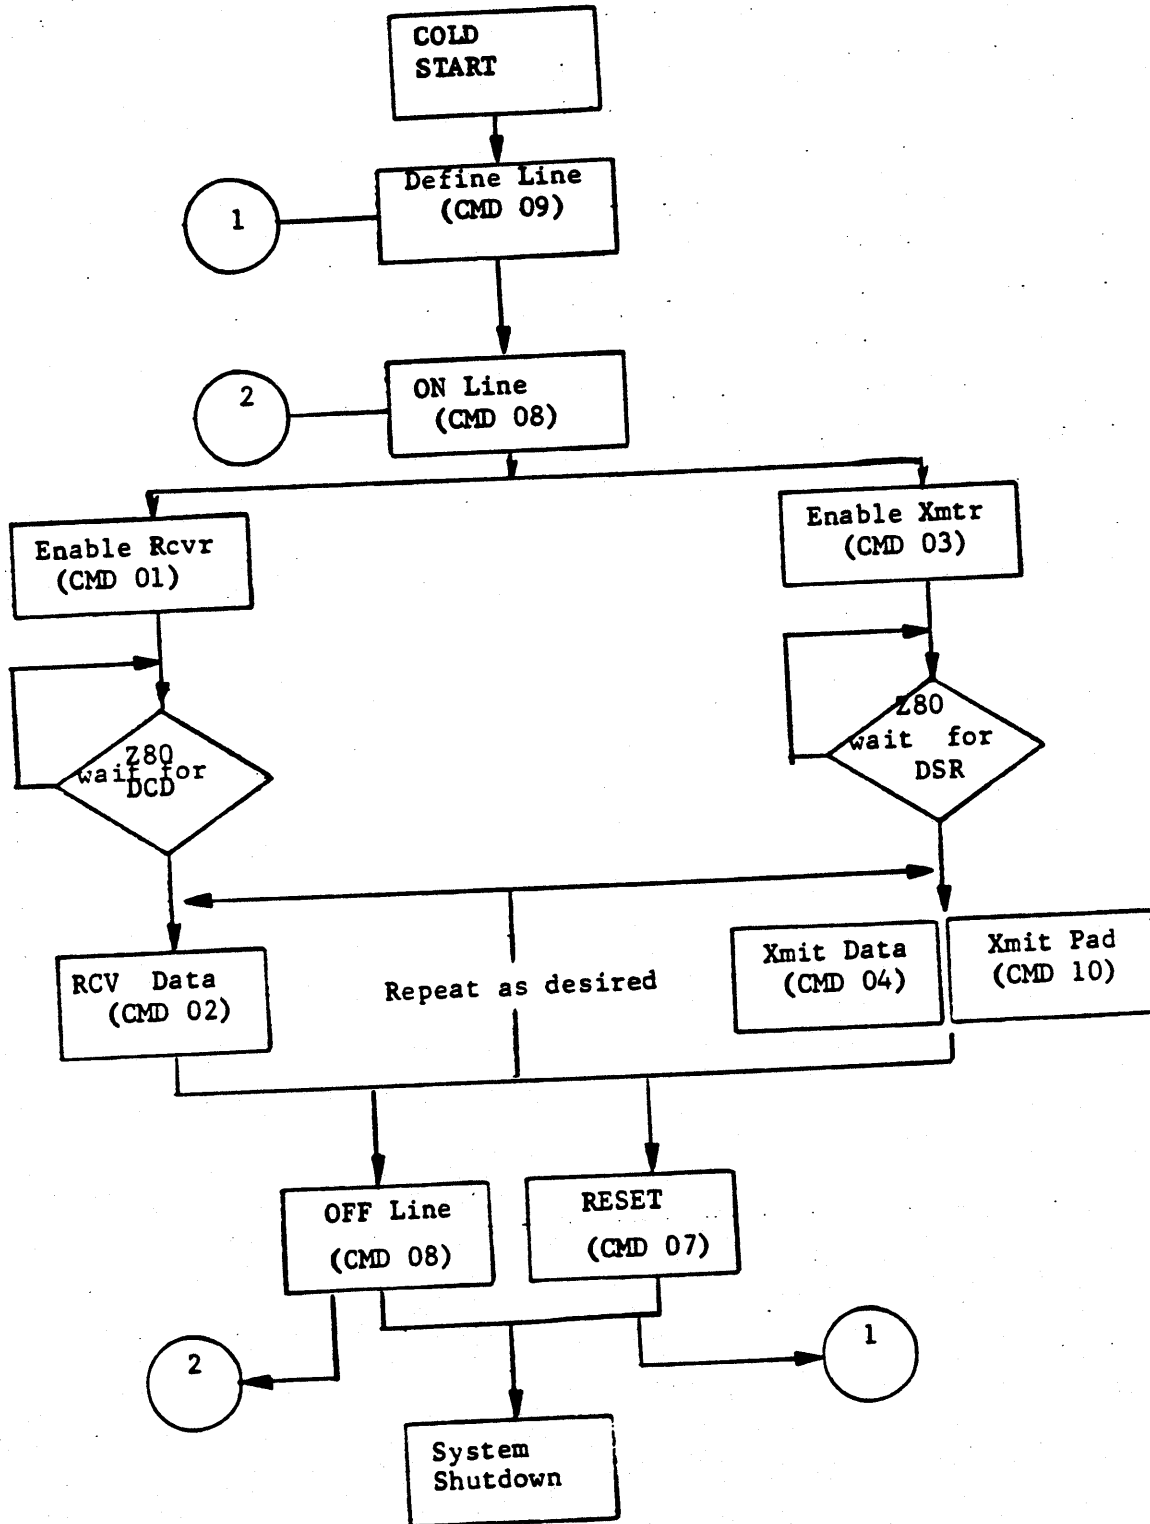 COLD
START
Define Line
(CMD 09)
1
ON Line
(CMD 08)
2
Enable Rcvr
(CMD 01)
Enable Xmtr
(CMD 03)
Z80
wait for
DCD
Z80
wait for
DSR
RCV Data
(CMD 02)
Repeat as desired
Xmit Data
(CMD 04)
Xmit Pad
(CMD 10)
OFF Line
(CMD 08)
RESET
(CMD 07)
2
1
System
Shutdown